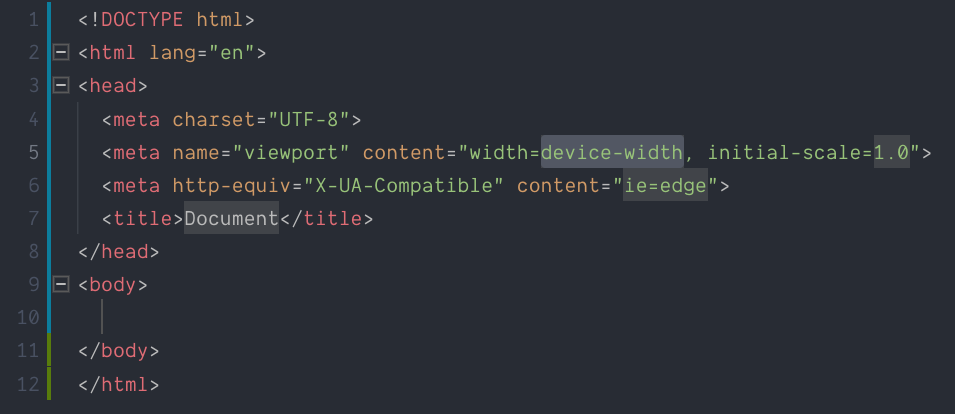 1 <!DOCTYPE html>
2 <html lang="en">
3 <head>
4 <meta charset="UTF-8">
5 <meta name="viewport" content="width=device-width, initial-scale=1.0">
6 <meta http-equiv="X-UA-Compatible" content="ie=edge">
7 <title>Document</title>
8 </head>
9 <body>
10
11 </body>
12 </html>